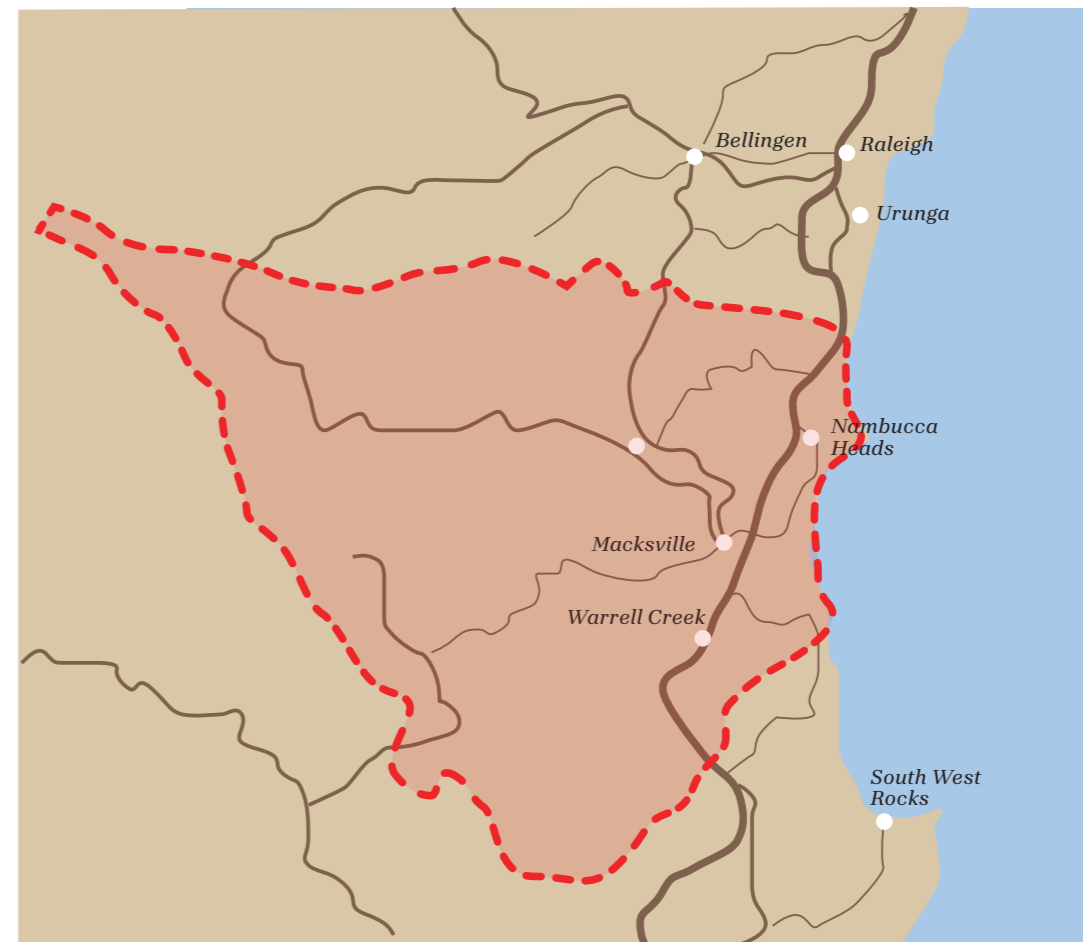 Bellingen
Raleigh
Urunga
Nambucca
Heads
Macksville
Warrell Creek
South West
Rocks